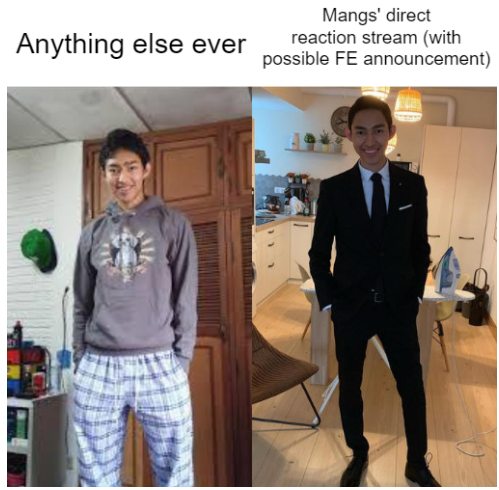 Anything else ever
Mangs' direct
reaction stream (with
possible FE announcement)